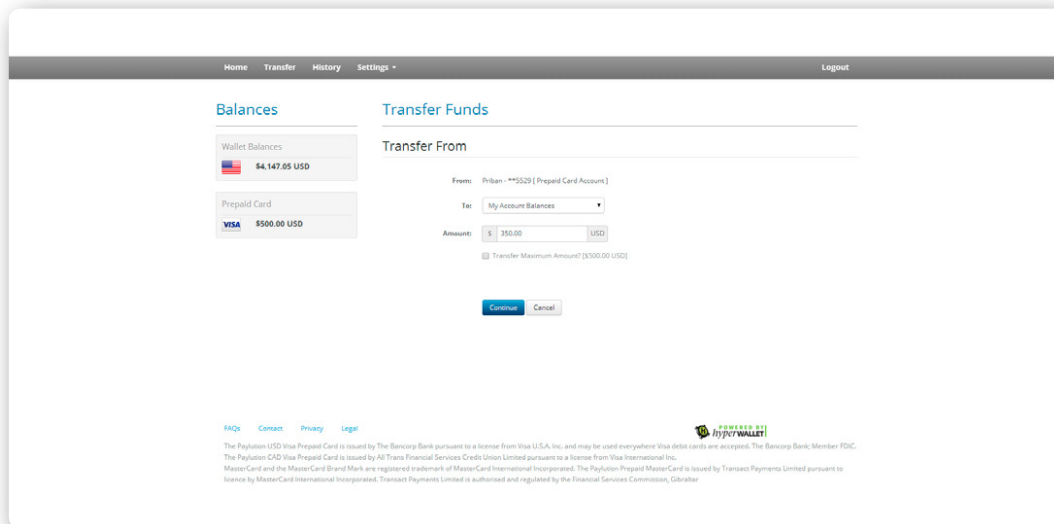 Home Transfer History Settings Logout
Balances
Wallet Balances
$4,147.05 USD
Prepaid Card
VISA $500.00 USD
Transfer Funds
Transfer From
From: Priban - **5529 [ Prepaid Card Account ]
To: My Account Balances
Amount: $ 350.00 USD
Transfer Maximum Amount? [$500.00 USD]
Continue Cancel
FAQs Contact Privacy Legal
POWERED BY
hyperWALLET
The Paylution USD Visa Prepaid Card is issued by The Bancorp Bank pursuant to a license from Visa U.S.A. Inc. and may be used everywhere Visa debit cards are accepted. The Bancorp Bank; Member FDIC.
The Paylution CAD Visa Prepaid Card is issued by All Trans Financial Services Credit Union Limited pursuant to a license from Visa International Inc.
MasterCard and the MasterCard Brand Mark are registered trademark of MasterCard International Incorporated. The Paylution Prepaid MasterCard is issued by Transact Payments Limited pursuant to
licence by MasterCard International Incorporated. Transact Payments Limited is authorised and regulated by the Financial Services Commission, Gibraltar